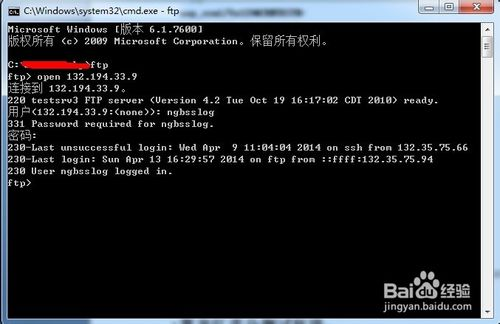 C:\Windows\system32\cmd.exe - ftp
Microsoft Windows [版本 6.1.7600]
版权所有 (c) 2009 Microsoft Corporation。保留所有权利。
C:\ >ftp
ftp> open 132.194.33.9
连接到 132.194.33.9。
220 testsrv3 FTP server (Version 4.2 Tue Oct 19 16:17:02 CDT 2010) ready.
用户(132.194.33.9:(none)): ngbsslog.
331 Password required for ngbsslog.
密码:
230-Last unsuccessful login: Wed Apr  9 11:04:04 2014 on ssh from 132.35.75.66
230-Last login: Sun Apr 13 16:29:57 2014 on ftp from ::ffff:132.35.75.94
230 User ngbsslog logged in.
ftp>
Baidu 经验
jingyan.baidu.com